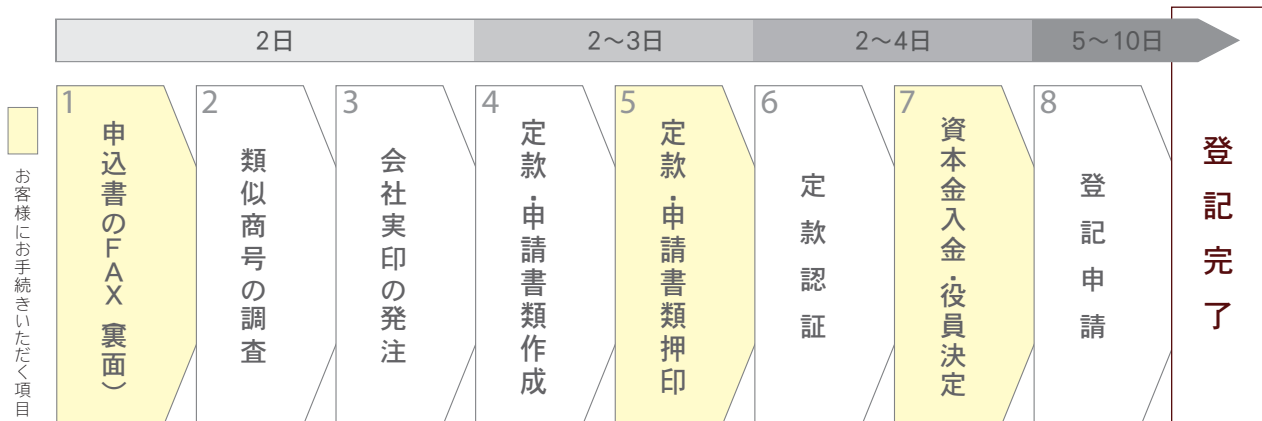 2日
2～3日
2～4日
5～10日
お客様にお手続きいただく項目
1
申込書のFAX（裏面）
2
類似商号の調査
3
会社実印の発注
4
定款・申請書類作成
5
定款・申請書類押印
6
定款認証
7
資本金入金・役員決定
8
登記申請
登記完了